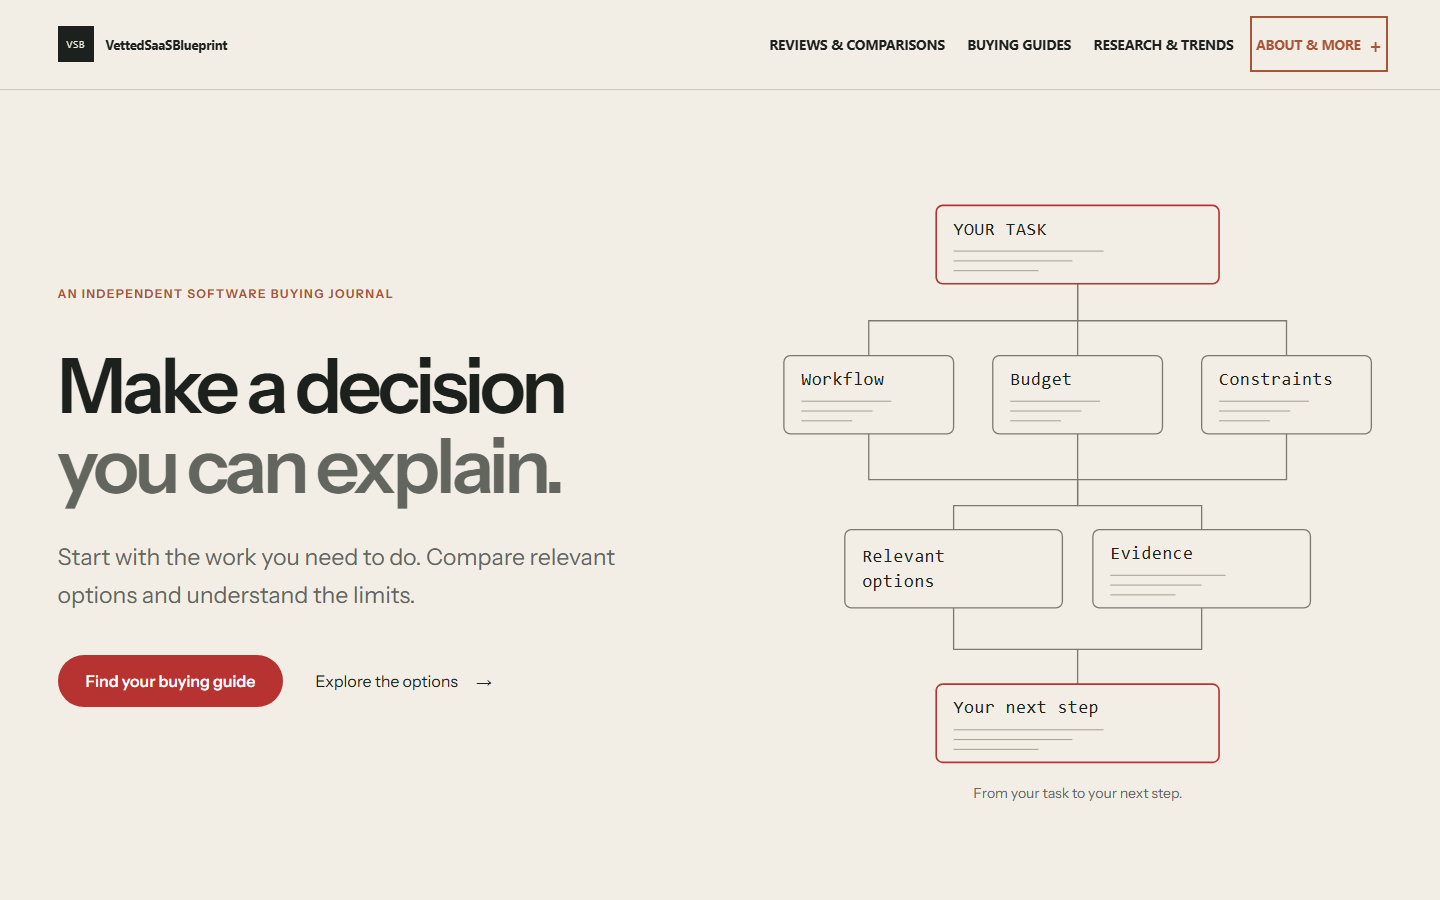 VSB
VettedSaaSBlueprint
REVIEWS & COMPARISONS
BUYING GUIDES
RESEARCH & TRENDS
ABOUT & MORE +
AN INDEPENDENT SOFTWARE BUYING JOURNAL
Make a decision
you can explain.
Start with the work you need to do. Compare relevant
options and understand the limits.
Find your buying guide
Explore the options →
YOUR TASK
Workflow
Budget
Constraints
Relevant
options
Evidence
Your next step
From your task to your next step.